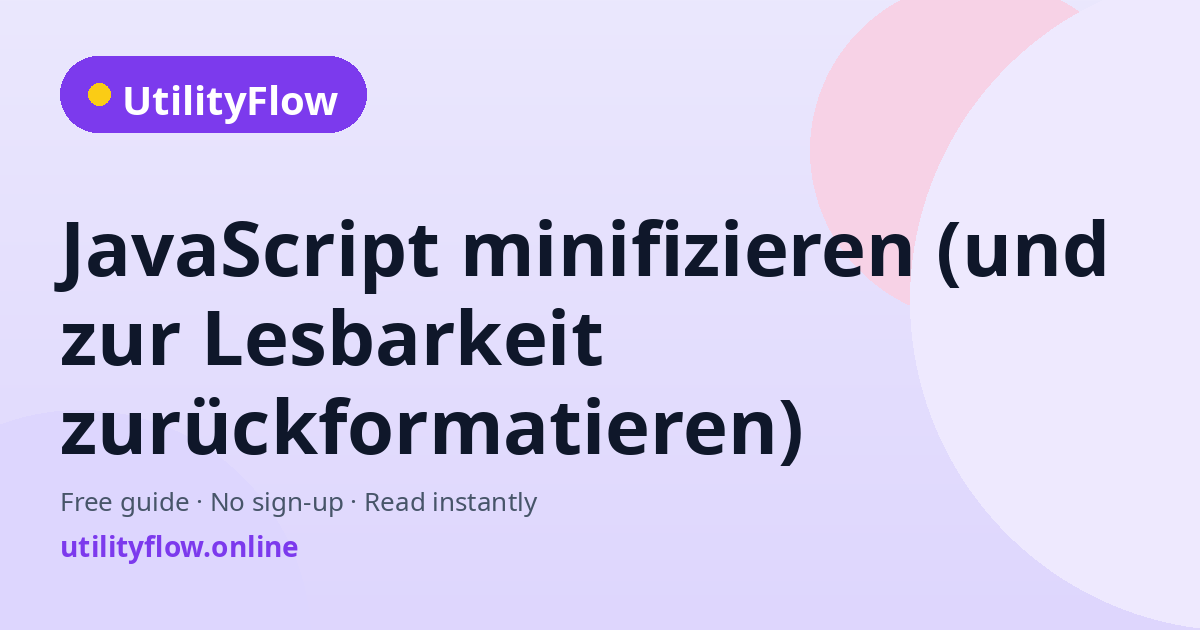 UtilityFlow
JavaScript minifizieren (und
zur Lesbarkeit
zurückformatieren)
Free guide · No sign-up · Read instantly
utilityflow.online